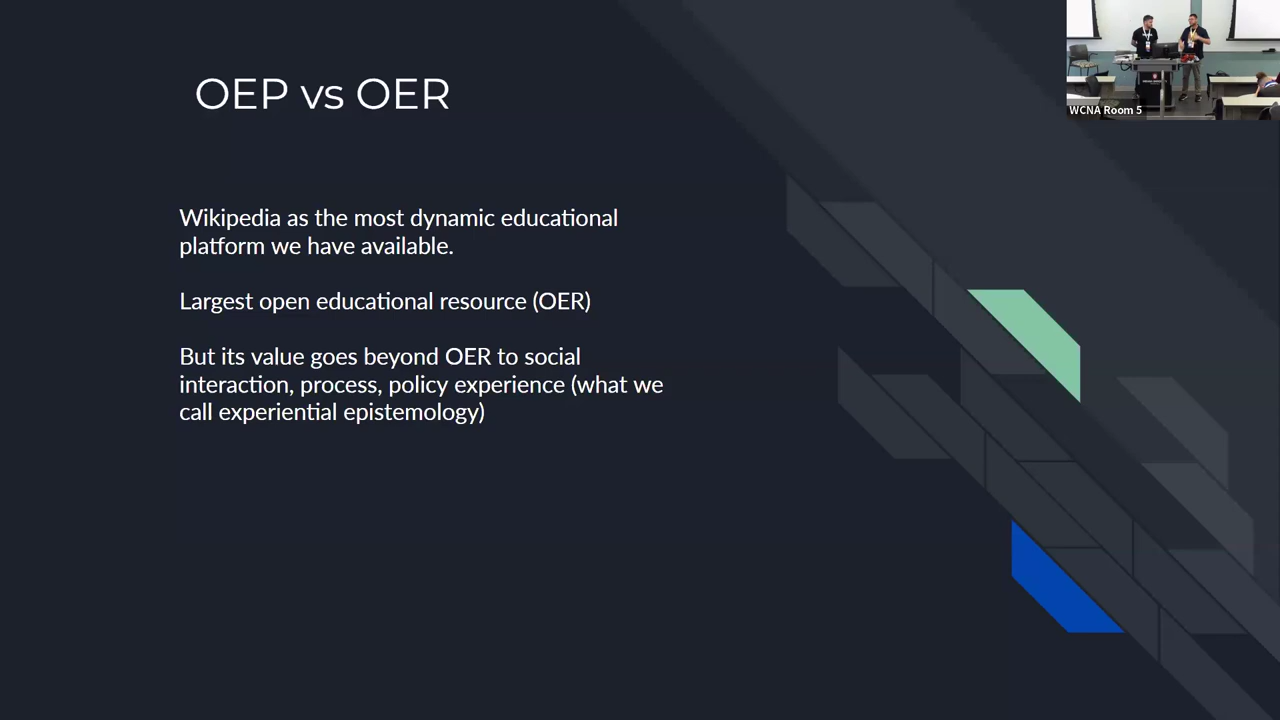 OEP vs OER
WCNA Room 5
Wikipedia as the most dynamic educational
platform we have available.
Largest open educational resource (OER)
But its value goes beyond OER to social
interaction, process, policy experience (what we
call experiential epistemology)